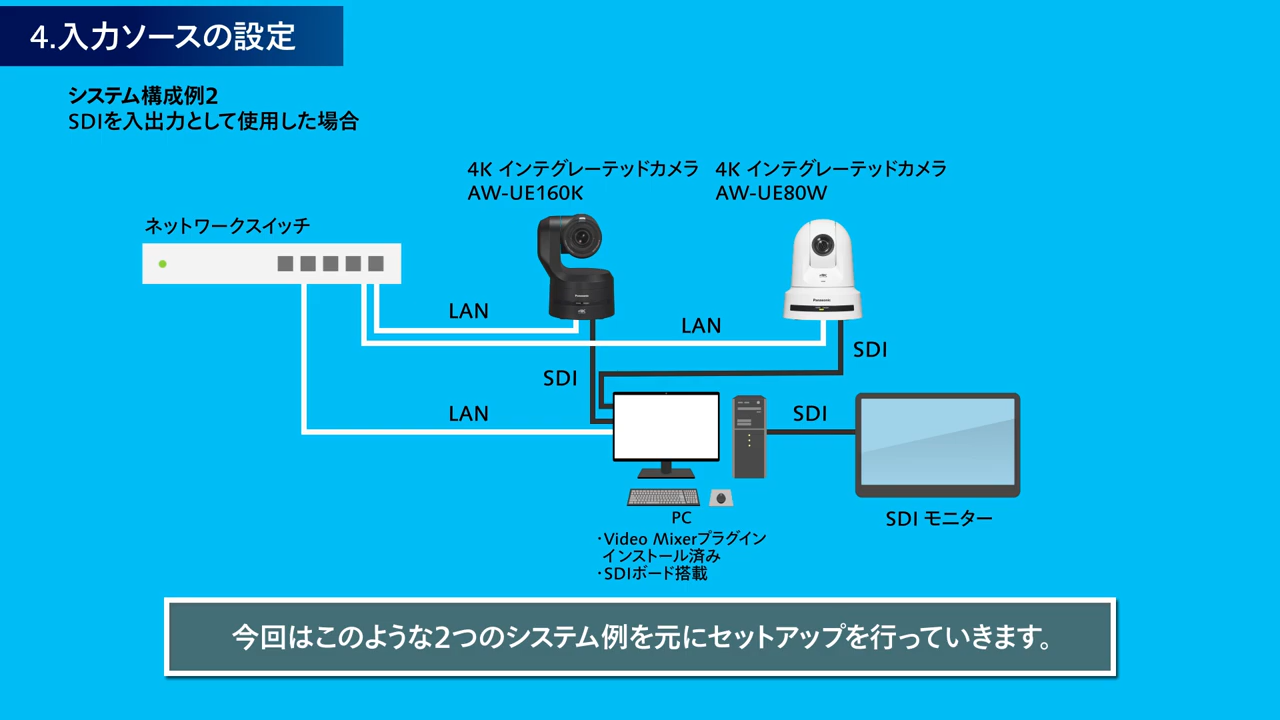 4.入力ソースの設定
システム構成例2
SDIを入出力として使用した場合
4K インテグレーテッドカメラ
AW-UE160K
4K インテグレーテッドカメラ
AW-UE80W
ネットワークスイッチ
Panasonic
4K
Panasonic
LAN
LAN
SDI
SDI
LAN
SDI
PC
・Video Mixerプラグイン
インストール済み
・SDIボード搭載
SDI モニター
今回はこのような2つのシステム例を元にセットアップを行っていきます。